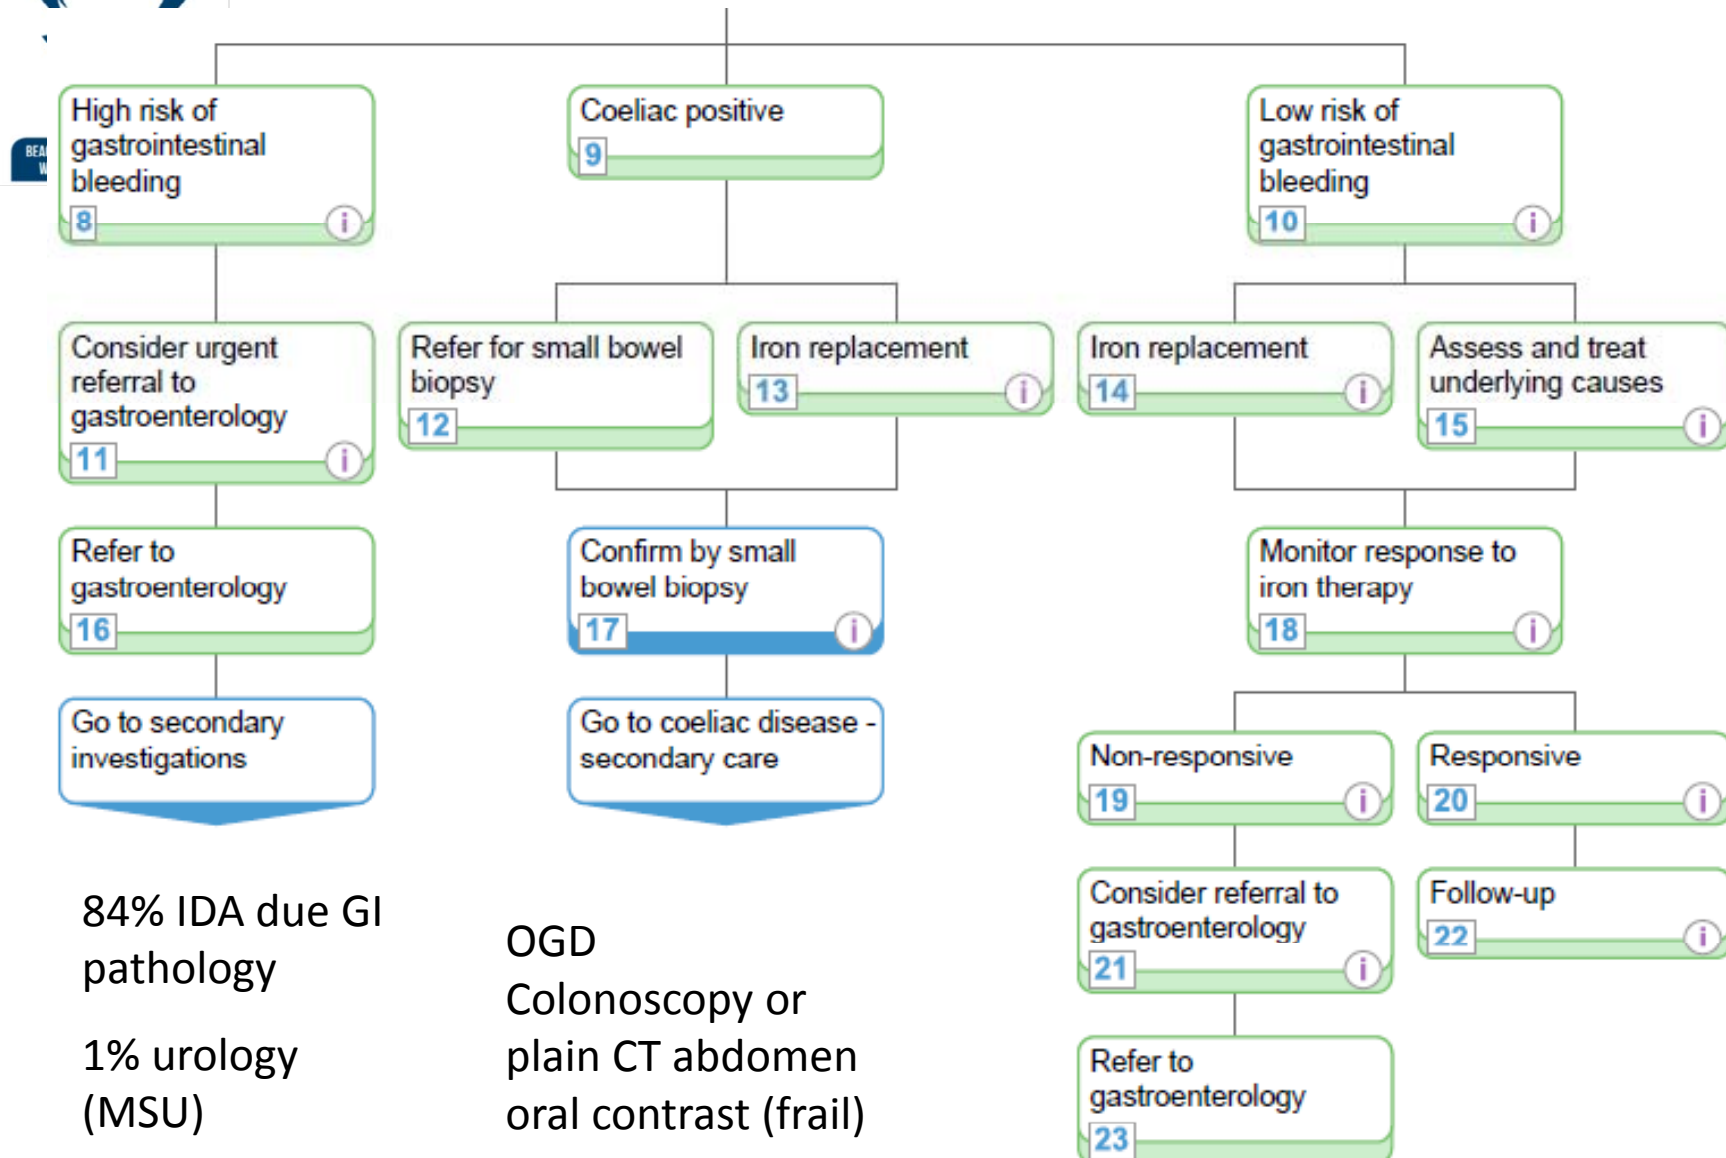 High risk of
gastrointestinal
bleeding
8
i
Coeliac positive
9
Low risk of
gastrointestinal
bleeding
10
i
Consider urgent
referral to
gastroenterology
11
i
Refer for small bowel
biopsy
12
Iron replacement
13
i
Iron replacement
14
i
Assess and treat
underlying causes
15
i
Refer to
gastroenterology
16
Confirm by small
bowel biopsy
17
i
Monitor response to
iron therapy
18
i
Go to secondary
investigations
Go to coeliac disease -
secondary care
Non-responsive
19
i
Responsive
20
i
Consider referral to
gastroenterology
21
i
Follow-up
22
i
Refer to
gastroenterology
23
84% IDA due GI
pathology
1% urology
(MSU)
OGD
Colonoscopy or
plain CT abdomen
oral contrast (frail)